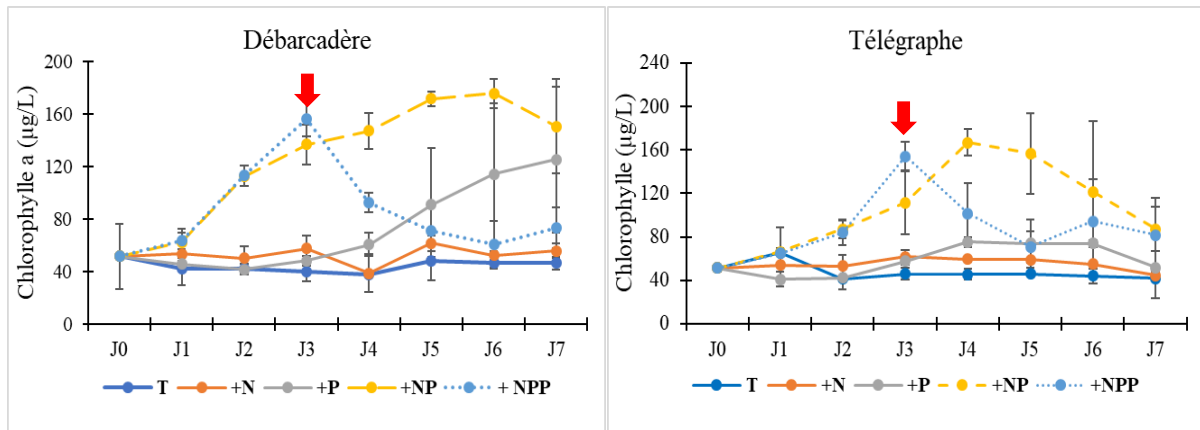 Débarcadère
Chlorophylle a (µg/L)
200
160
120
80
40
0
J0 J1 J2 J3 J4 J5 J6 J7
T +N +P +NP + NPP
Télégraphe
Chlorophylle (µg/L)
240
200
160
120
80
40
0
J0 J1 J2 J3 J4 J5 J6 J7
T +N +P +NP +NPP